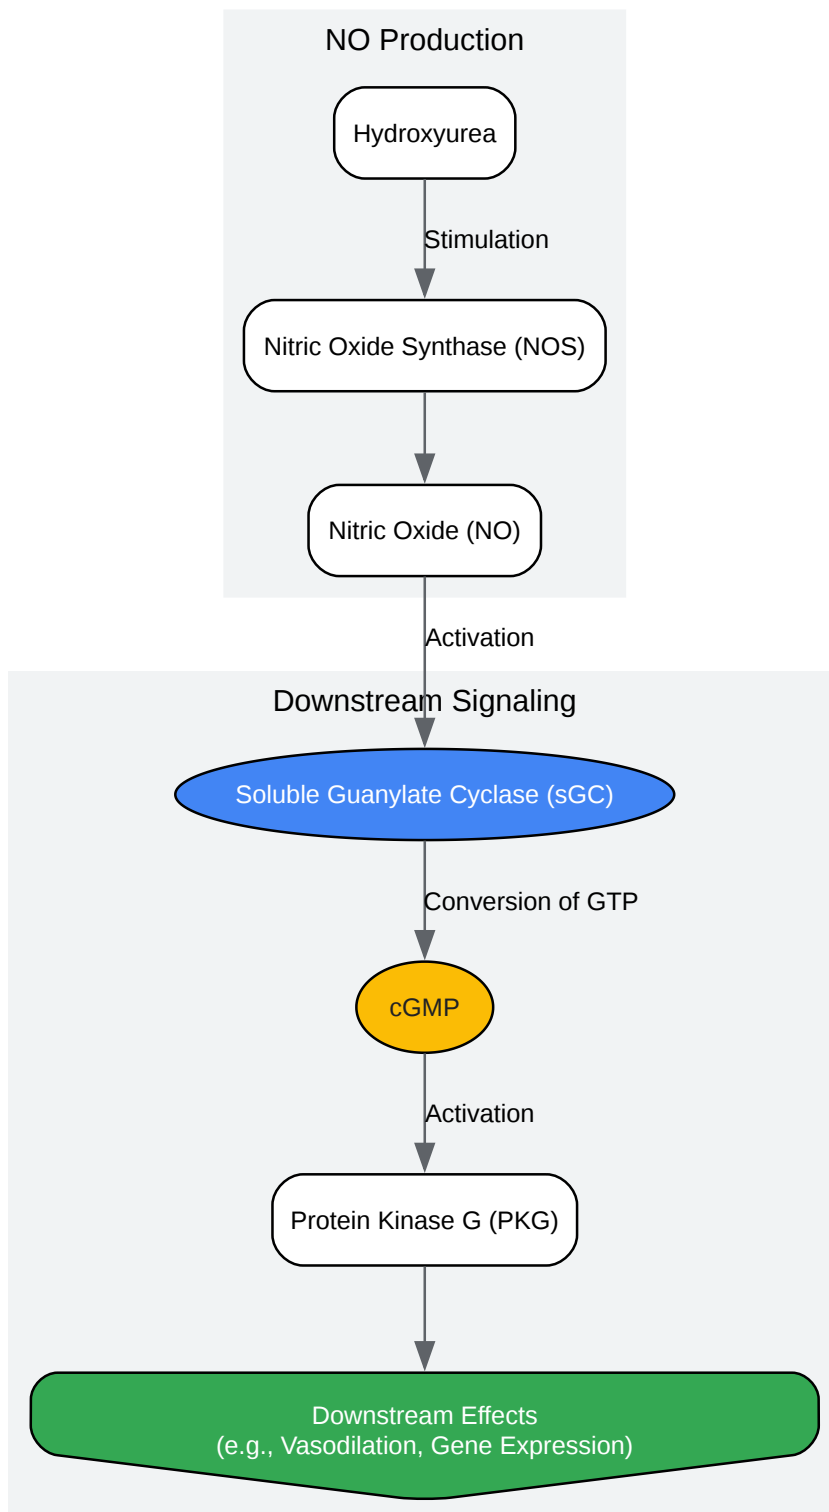 NO Production
Hydroxyurea
Stimulation
Nitric Oxide Synthase (NOS)
Nitric Oxide (NO)
Activation
Downstream Signaling
Soluble Guanylate Cyclase (sGC)
Conversion of GTP
cGMP
Activation
Protein Kinase G (PKG)
Downstream Effects
(e.g., Vasodilation, Gene Expression)